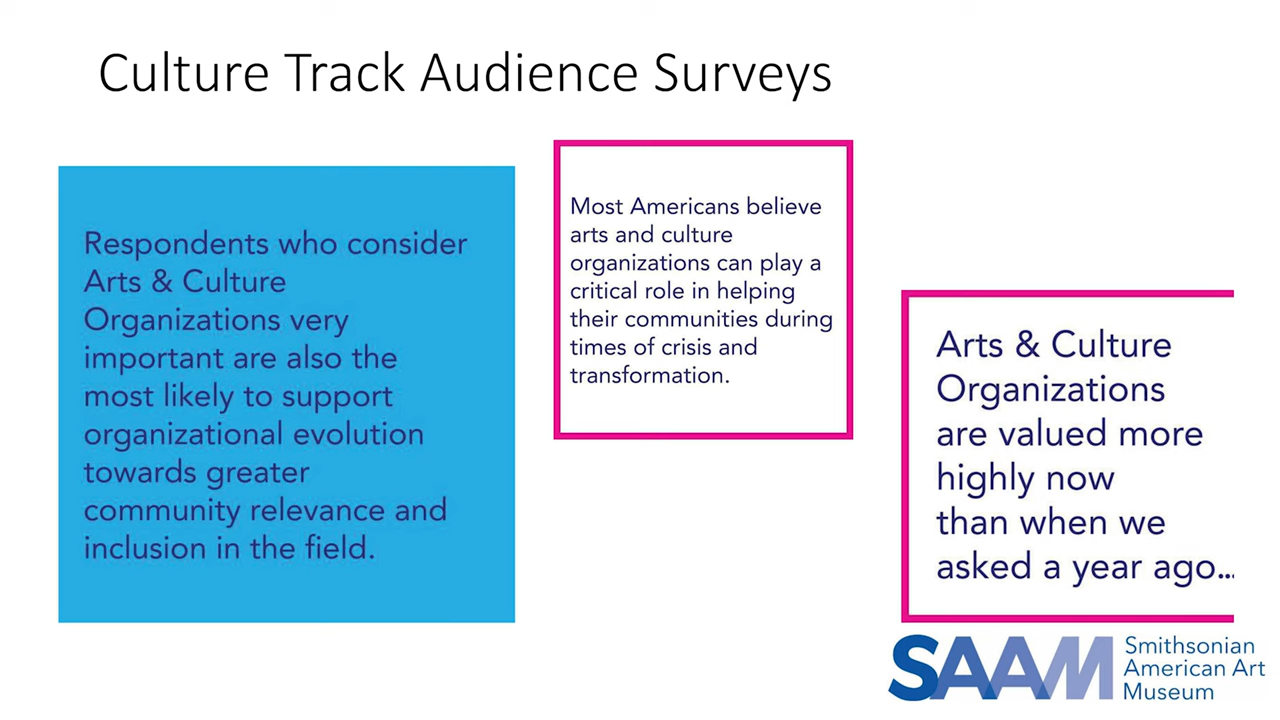 Culture Track Audience Surveys
Respondents who consider
Arts & Culture
Organizations very
important are also the
most likely to support
organizational evolution
towards greater
community relevance and
inclusion in the field.
Most Americans believe
arts and culture
organizations can play a
critical role in helping
their communities during
times of crisis and
transformation.
Arts & Culture
Organizations
are valued more
highly now
than when we
asked a year ago...
SAAM
Smithsonian
American Art
Museum